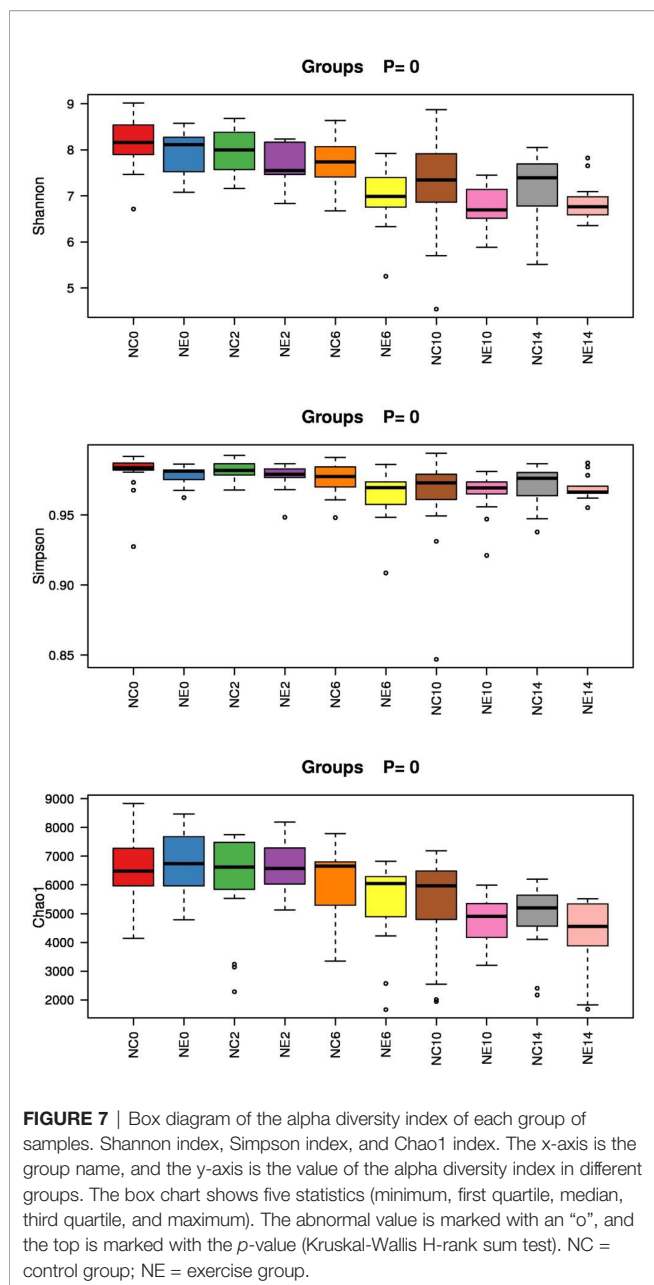 Groups P= 0
9
8
7
6
5
Shannon
NC0 NE0 NC2 NE2 NC6 NE6 NC10 NE10 NC14 NE14
Groups P= 0
0.95
0.90
0.85
Simpson
NC0 NE0 NC2 NE2 NC6 NE6 NC10 NE10 NC14 NE14
Groups P= 0
9000
8000
7000
6000
5000
4000
3000
2000
Chao1
NC0 NE0 NC2 NE2 NC6 NE6 NC10 NE10 NC14 NE14
FIGURE 7 | Box diagram of the alpha diversity index of each group of
samples. Shannon index, Simpson index, and Chao1 index. The x-axis is the
group name, and the y-axis is the value of the alpha diversity index in different
groups. The box chart shows five statistics (minimum, first quartile, median,
third quartile, and maximum). The abnormal value is marked with an “o”, and
the top is marked with the p-value (Kruskal-Wallis H-rank sum test). NC =
control group; NE = exercise group.